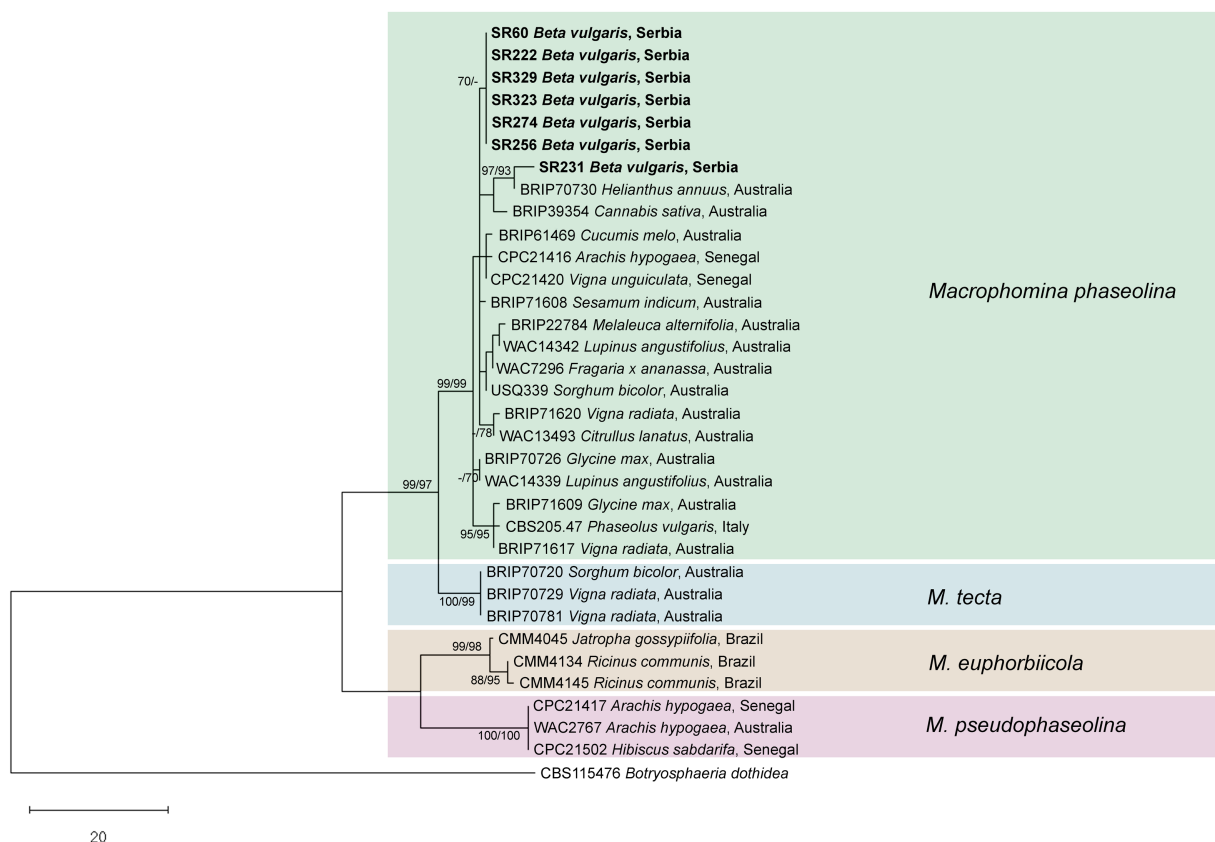 SR60 Beta vulgaris, Serbia
SR222 Beta vulgaris, Serbia
70/-
SR329 Beta vulgaris, Serbia
SR323 Beta vulgaris, Serbia
SR274 Beta vulgaris, Serbia
SR256 Beta vulgaris, Serbia
97/93
SR231 Beta vulgaris, Serbia
BRIP70730 Helianthus annuus, Australia
BRIP39354 Cannabis sativa, Australia
BRIP61469 Cucumis melo, Australia
CPC21416 Arachis hypogaea, Senegal
CPC21420 Vigna unguiculata, Senegal
Macrophomina phaseolina
BRIP71608 Sesamum indicum, Australia
BRIP22784 Melaleuca alternifolia, Australia
WAC14342 Lupinus angustifolius, Australia
WAC7296 Fragaria x ananassa, Australia
99/99
USQ339 Sorghum bicolor, Australia
BRIP71620 Vigna radiata, Australia
-/78
WAC13493 Citrullus lanatus, Australia
BRIP70726 Glycine max, Australia
-/70
WAC14339 Lupinus angustifolius, Australia
99/97
BRIP71609 Glycine max, Australia
CBS205.47 Phaseolus vulgaris, Italy
95/95
BRIP71617 Vigna radiata, Australia
BRIP70720 Sorghum bicolor, Australia
BRIP70729 Vigna radiata, Australia
M. tecta
100/99
BRIP70781 Vigna radiata, Australia
CMM4045 Jatropha gossypiifolia, Brazil
99/98
CMM4134 Ricinus communis, Brazil
M. euphorbiicola
88/95
CMM4145 Ricinus communis, Brazil
CPC21417 Arachis hypogaea, Senegal
WAC2767 Arachis hypogaea, Australia
M. pseudophaseolina
100/100
CPC21502 Hibiscus sabdarifa, Senegal
CBS115476 Botryosphaeria dothidea
20